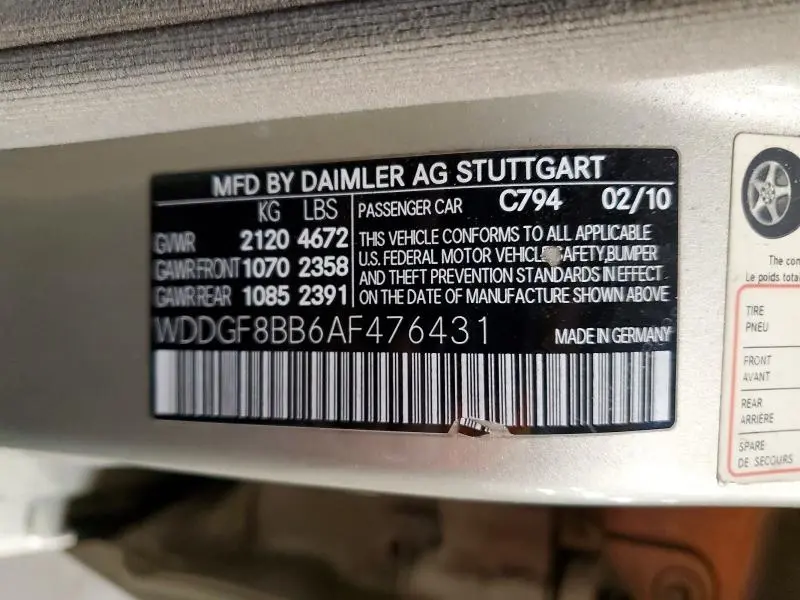 MFD BY DAIMLER AG STUTTGART
KG LBS
GVWR 2120 4672
GAWR FRONT 1070 2358
GAWR REAR 1085 2391
PASSENGER CAR C794 02/10
THIS VEHICLE CONFORMS TO ALL APPLICABLE
U.S. FEDERAL MOTOR VEHICLE SAFETY, BUMPER
AND THEFT PREVENTION STANDARDS IN EFFECT
ON THE DATE OF MANUFACTURE SHOWN ABOVE
WDDGF8BB6AF476431 MADE IN GERMANY
The com
Le poids tota
TIRE
PNEU
FRONT
AVANT
REAR
ARRIÈRE
SPARE
DE SECOURS